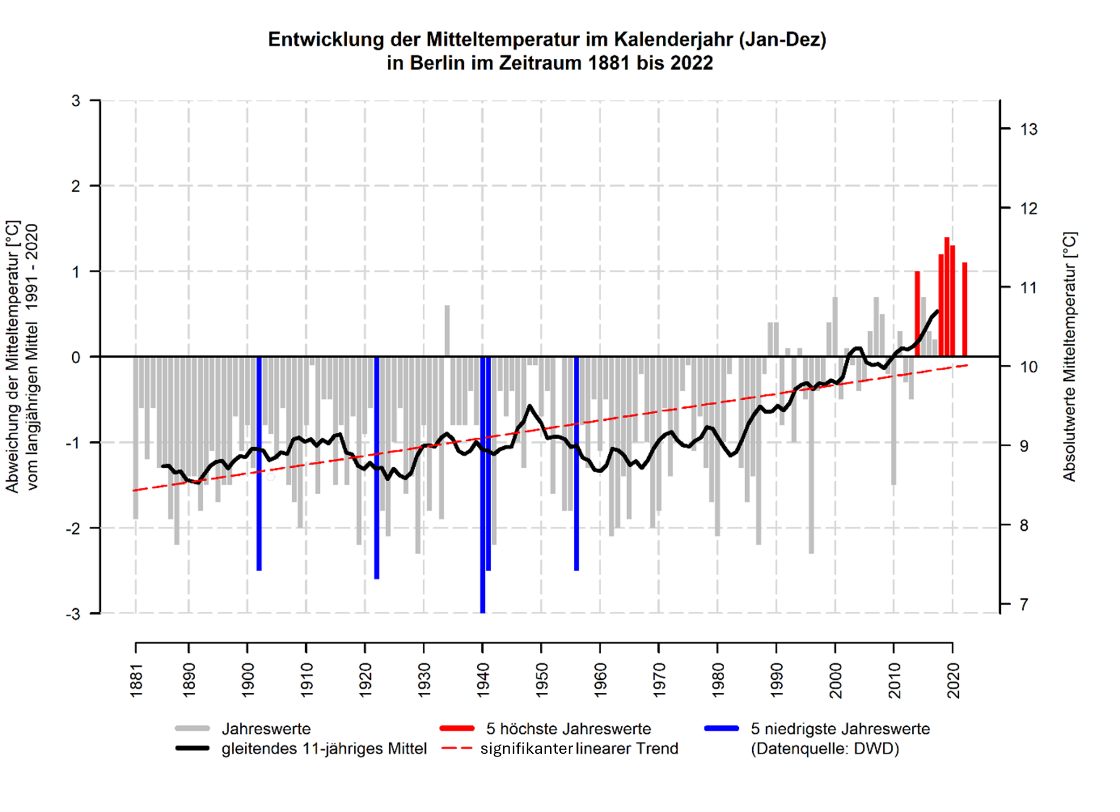 Entwicklung der Mitteltemperatur im Kalenderjahr (Jan-Dez)
in Berlin im Zeitraum 1881 bis 2022
Abweichung der Mitteltemperatur [°C]
vom langjährigen Mittel 1991 - 2020
3
2
1
0
-1
-2
-3
13
12
11
10
9
8
7
Absolutwerte Mitteltemperatur [°C]
1881
1890
1900
1910
1920
1930
1940
1950
1960
1970
1980
1990
2000
2010
2020
Jahreswerte
5 höchste Jahreswerte
5 niedrigste Jahreswerte
gleitendes 11-jähriges Mittel
signifikanter linearer Trend
(Datenquelle: DWD)